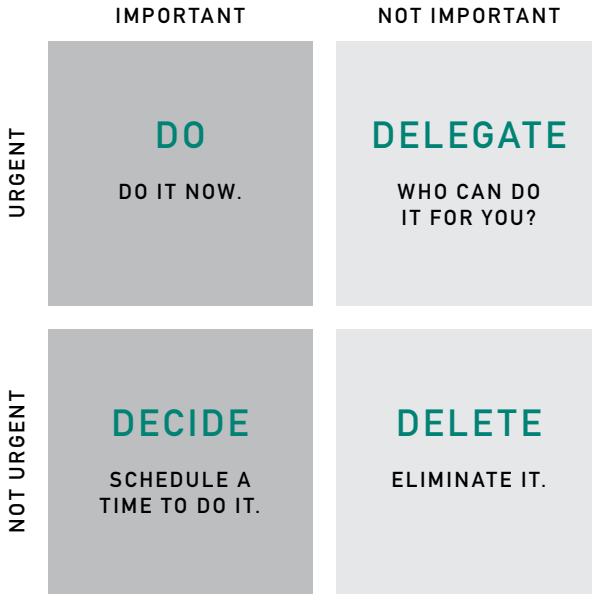 IMPORTANT
NOT IMPORTANT
URGENT
DO
DO IT NOW.
DELEGATE
WHO CAN DO
IT FOR YOU?
NOT URGENT
DECIDE
SCHEDULE A
TIME TO DO IT.
DELETE
ELIMINATE IT.